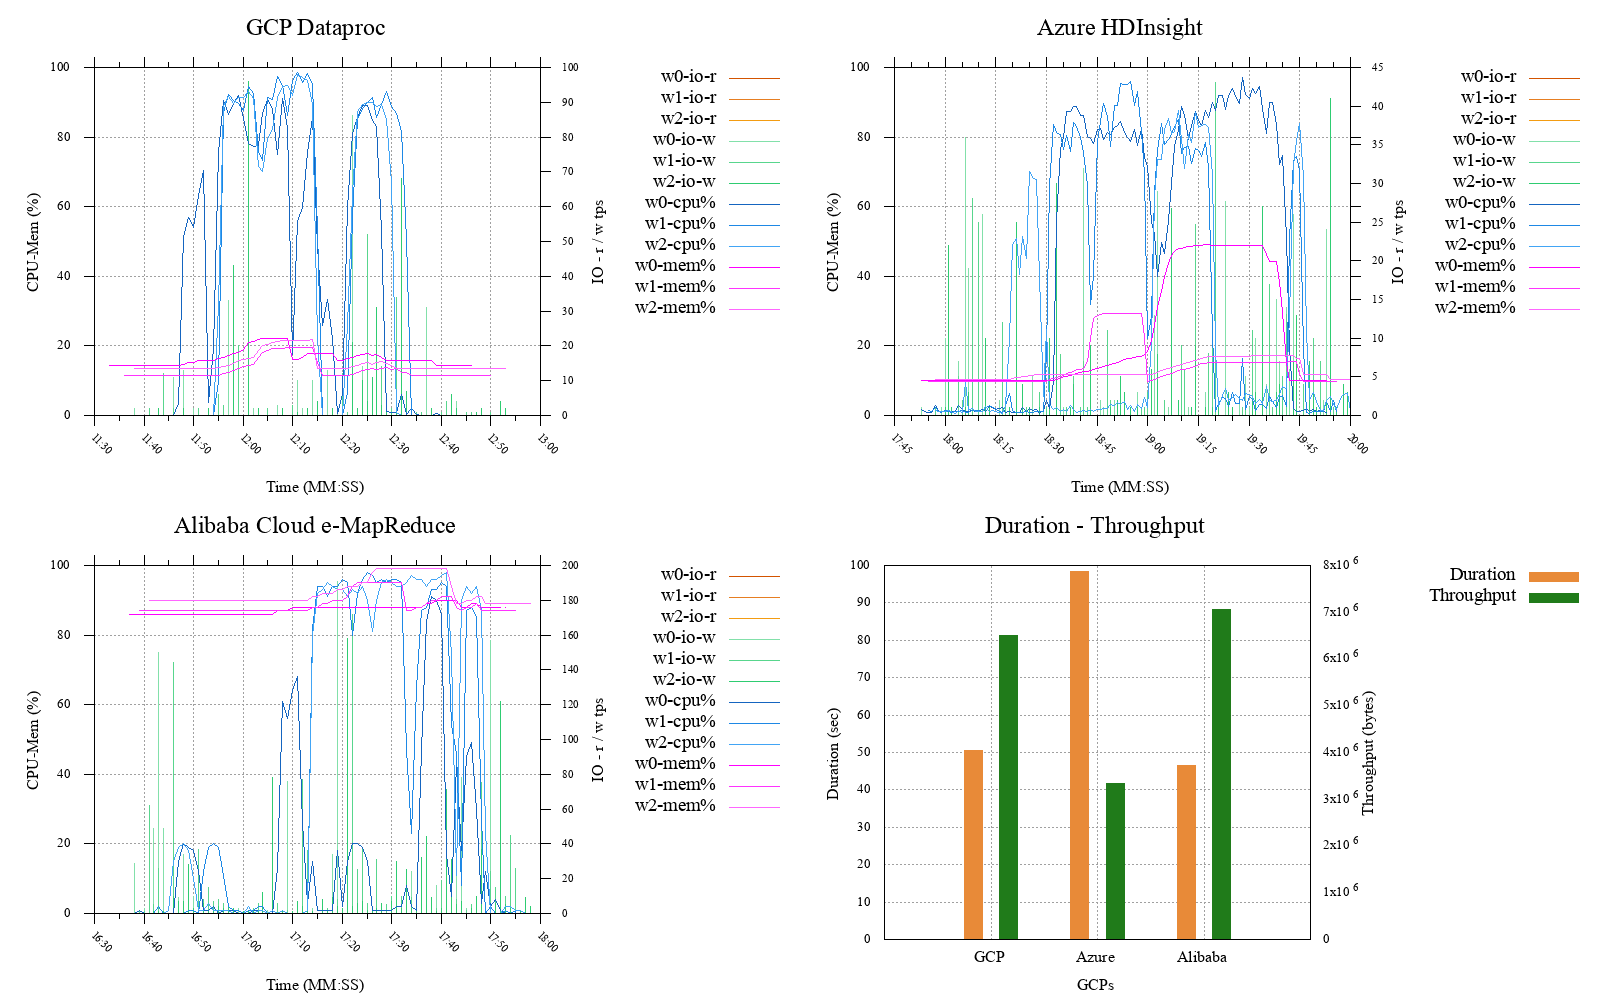 GCP Dataproc
100
80
60
40
20
0
CPU-Mem (%)
100
90
80
70
60
50
40
30
20
10
0
IO - r / w tps
11:30
11:40
11:50
12:00
12:10
12:20
12:30
12:40
12:50
13:00
Time (MM:SS)
w0-io-r
w1-io-r
w2-io-r
w0-io-w
w1-io-w
w2-io-w
w0-cpu%
w1-cpu%
w2-cpu%
w0-mem%
w1-mem%
w2-mem%
Azure HDInsight
100
80
60
40
20
0
CPU-Mem (%)
45
40
35
30
25
20
15
10
5
0
IO - r / w tps
17:45
18:00
18:15
18:30
18:45
19:00
19:15
19:30
19:45
20:00
Time (MM:SS)
w0-io-r
w1-io-r
w2-io-r
w0-io-w
w1-io-w
w2-io-w
w0-cpu%
w1-cpu%
w2-cpu%
w0-mem%
w1-mem%
w2-mem%
Alibaba Cloud e-MapReduce
100
80
60
40
20
0
CPU-Mem (%)
200
180
160
140
120
100
80
60
40
20
0
IO - r / w tps
16:30
16:40
16:50
17:00
17:10
17:20
17:30
17:40
17:50
18:00
Time (MM:SS)
w0-io-r
w1-io-r
w2-io-r
w0-io-w
w1-io-w
w2-io-w
w0-cpu%
w1-cpu%
w2-cpu%
w0-mem%
w1-mem%
w2-mem%
Duration - Throughput
100
90
80
70
60
50
40
30
20
10
0
Duration (sec)
8x10 6
7x10 6
6x10 6
5x10 6
4x10 6
3x10 6
2x10 6
1x10 6
0
Throughput (bytes)
GCP
Azure
Alibaba
GCPs
Duration
Throughput